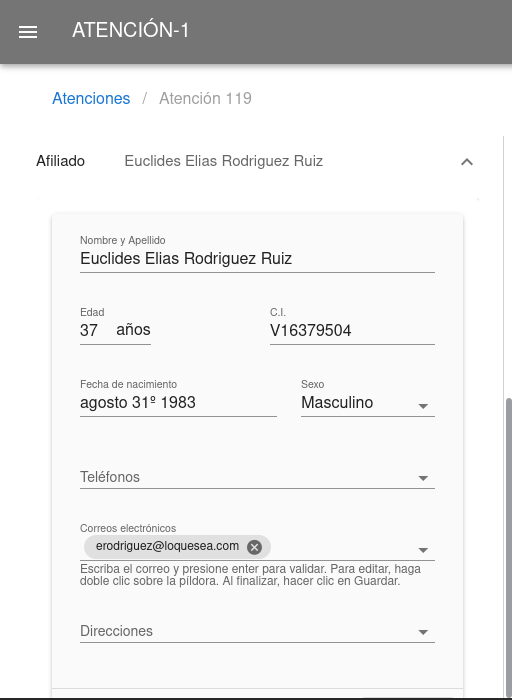 ATENCIÓN-1
Atenciones / Atención 119
Afiliado Euclides Elias Rodriguez Ruiz
Nombre y Apellido
Euclides Elias Rodriguez Ruiz
Edad C.I.
37 años V16379504
Fecha de nacimiento Sexo
agosto 31º 1983 Masculino
Teléfonos
Correos electrónicos
erodriguez@loquesea.com
Escriba el correo y presione enter para validar. Para editar, haga
doble clic sobre la píldora. Al finalizar, hacer clic en Guardar.
Direcciones